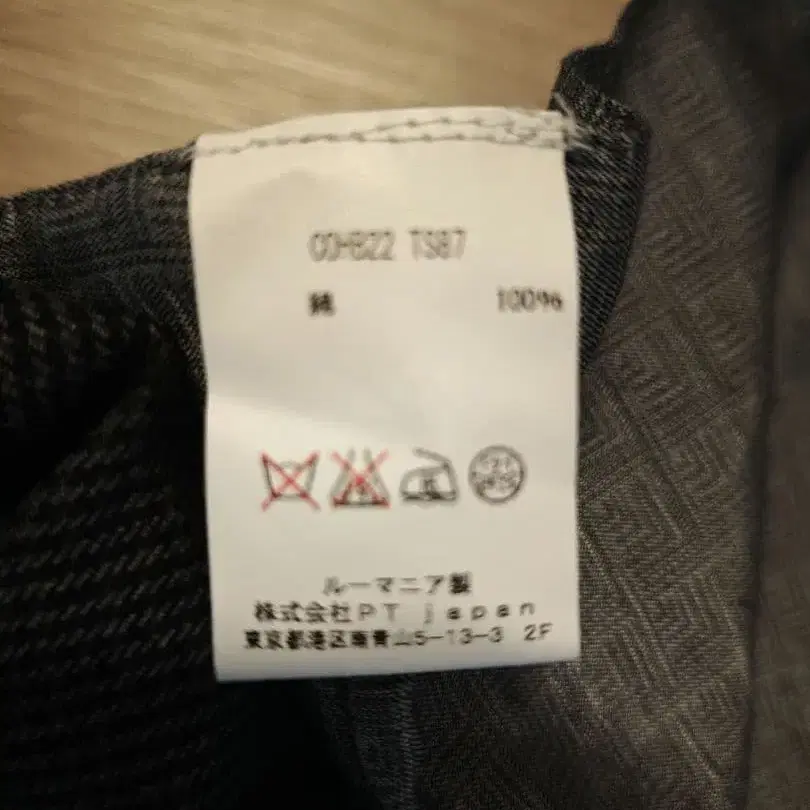 CO-B22 TS87
綿 100%
ルーマニア製
株式会社PT japan
東京都港区南青山5-13-3 2F